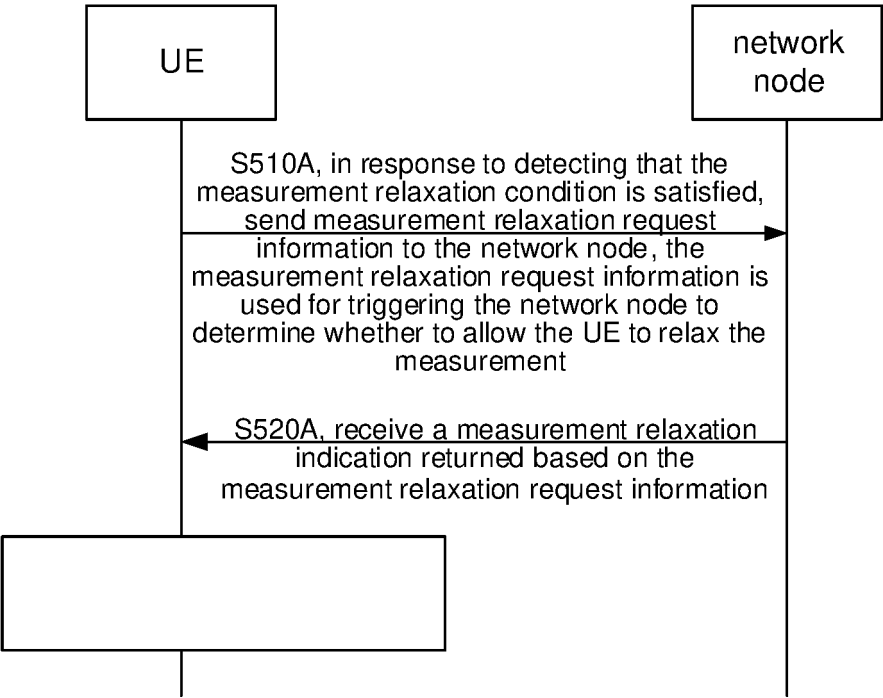 UE
network
node
S510A, in response to detecting that the
measurement relaxation condition is satisfied,
send measurement relaxation request
information to the network node, the
measurement relaxation request information is
used for triggering the network node to
determine whether to allow the UE to relax the
measurement
S520A, receive a measurement relaxation
indication returned based on the
measurement relaxation request information